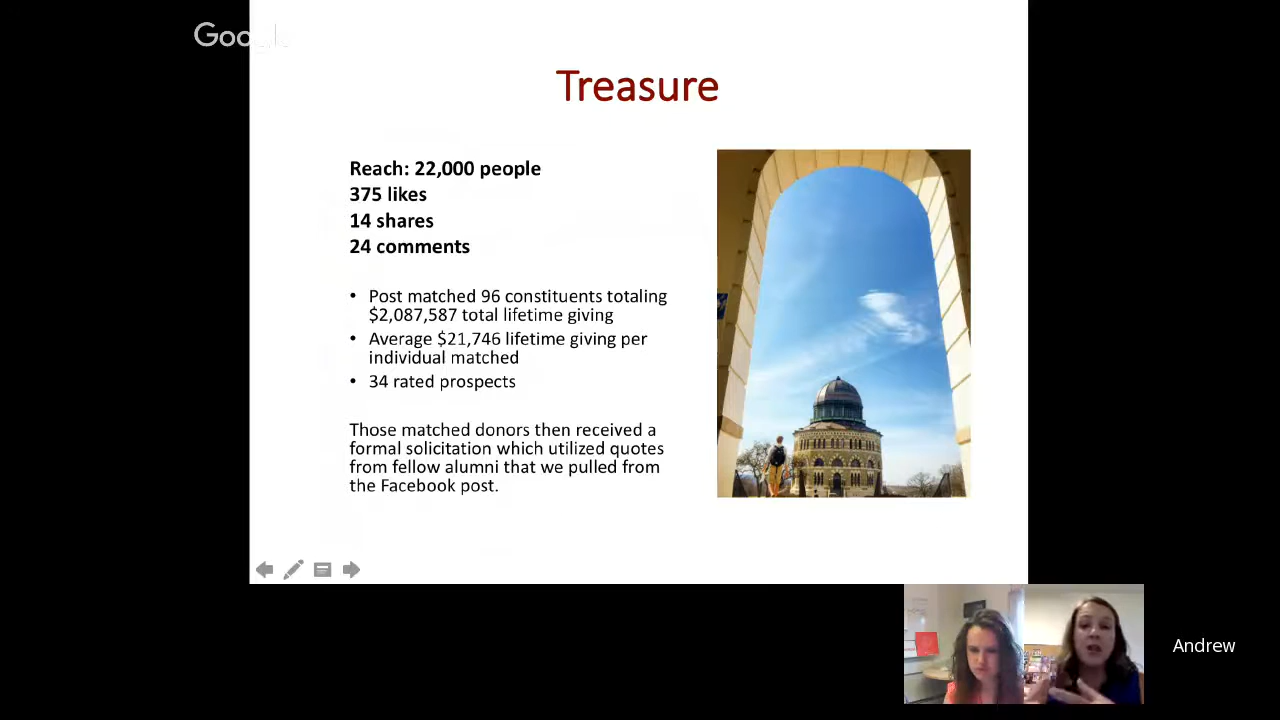 Google
Treasure
Reach: 22,000 people
375 likes
14 shares
24 comments
• Post matched 96 constituents totaling
$2,087,587 total lifetime giving
• Average $21,746 lifetime giving per
individual matched
• 34 rated prospects
Those matched donors then received a
formal solicitation which utilized quotes
from fellow alumni that we pulled from
the Facebook post.
Andrew